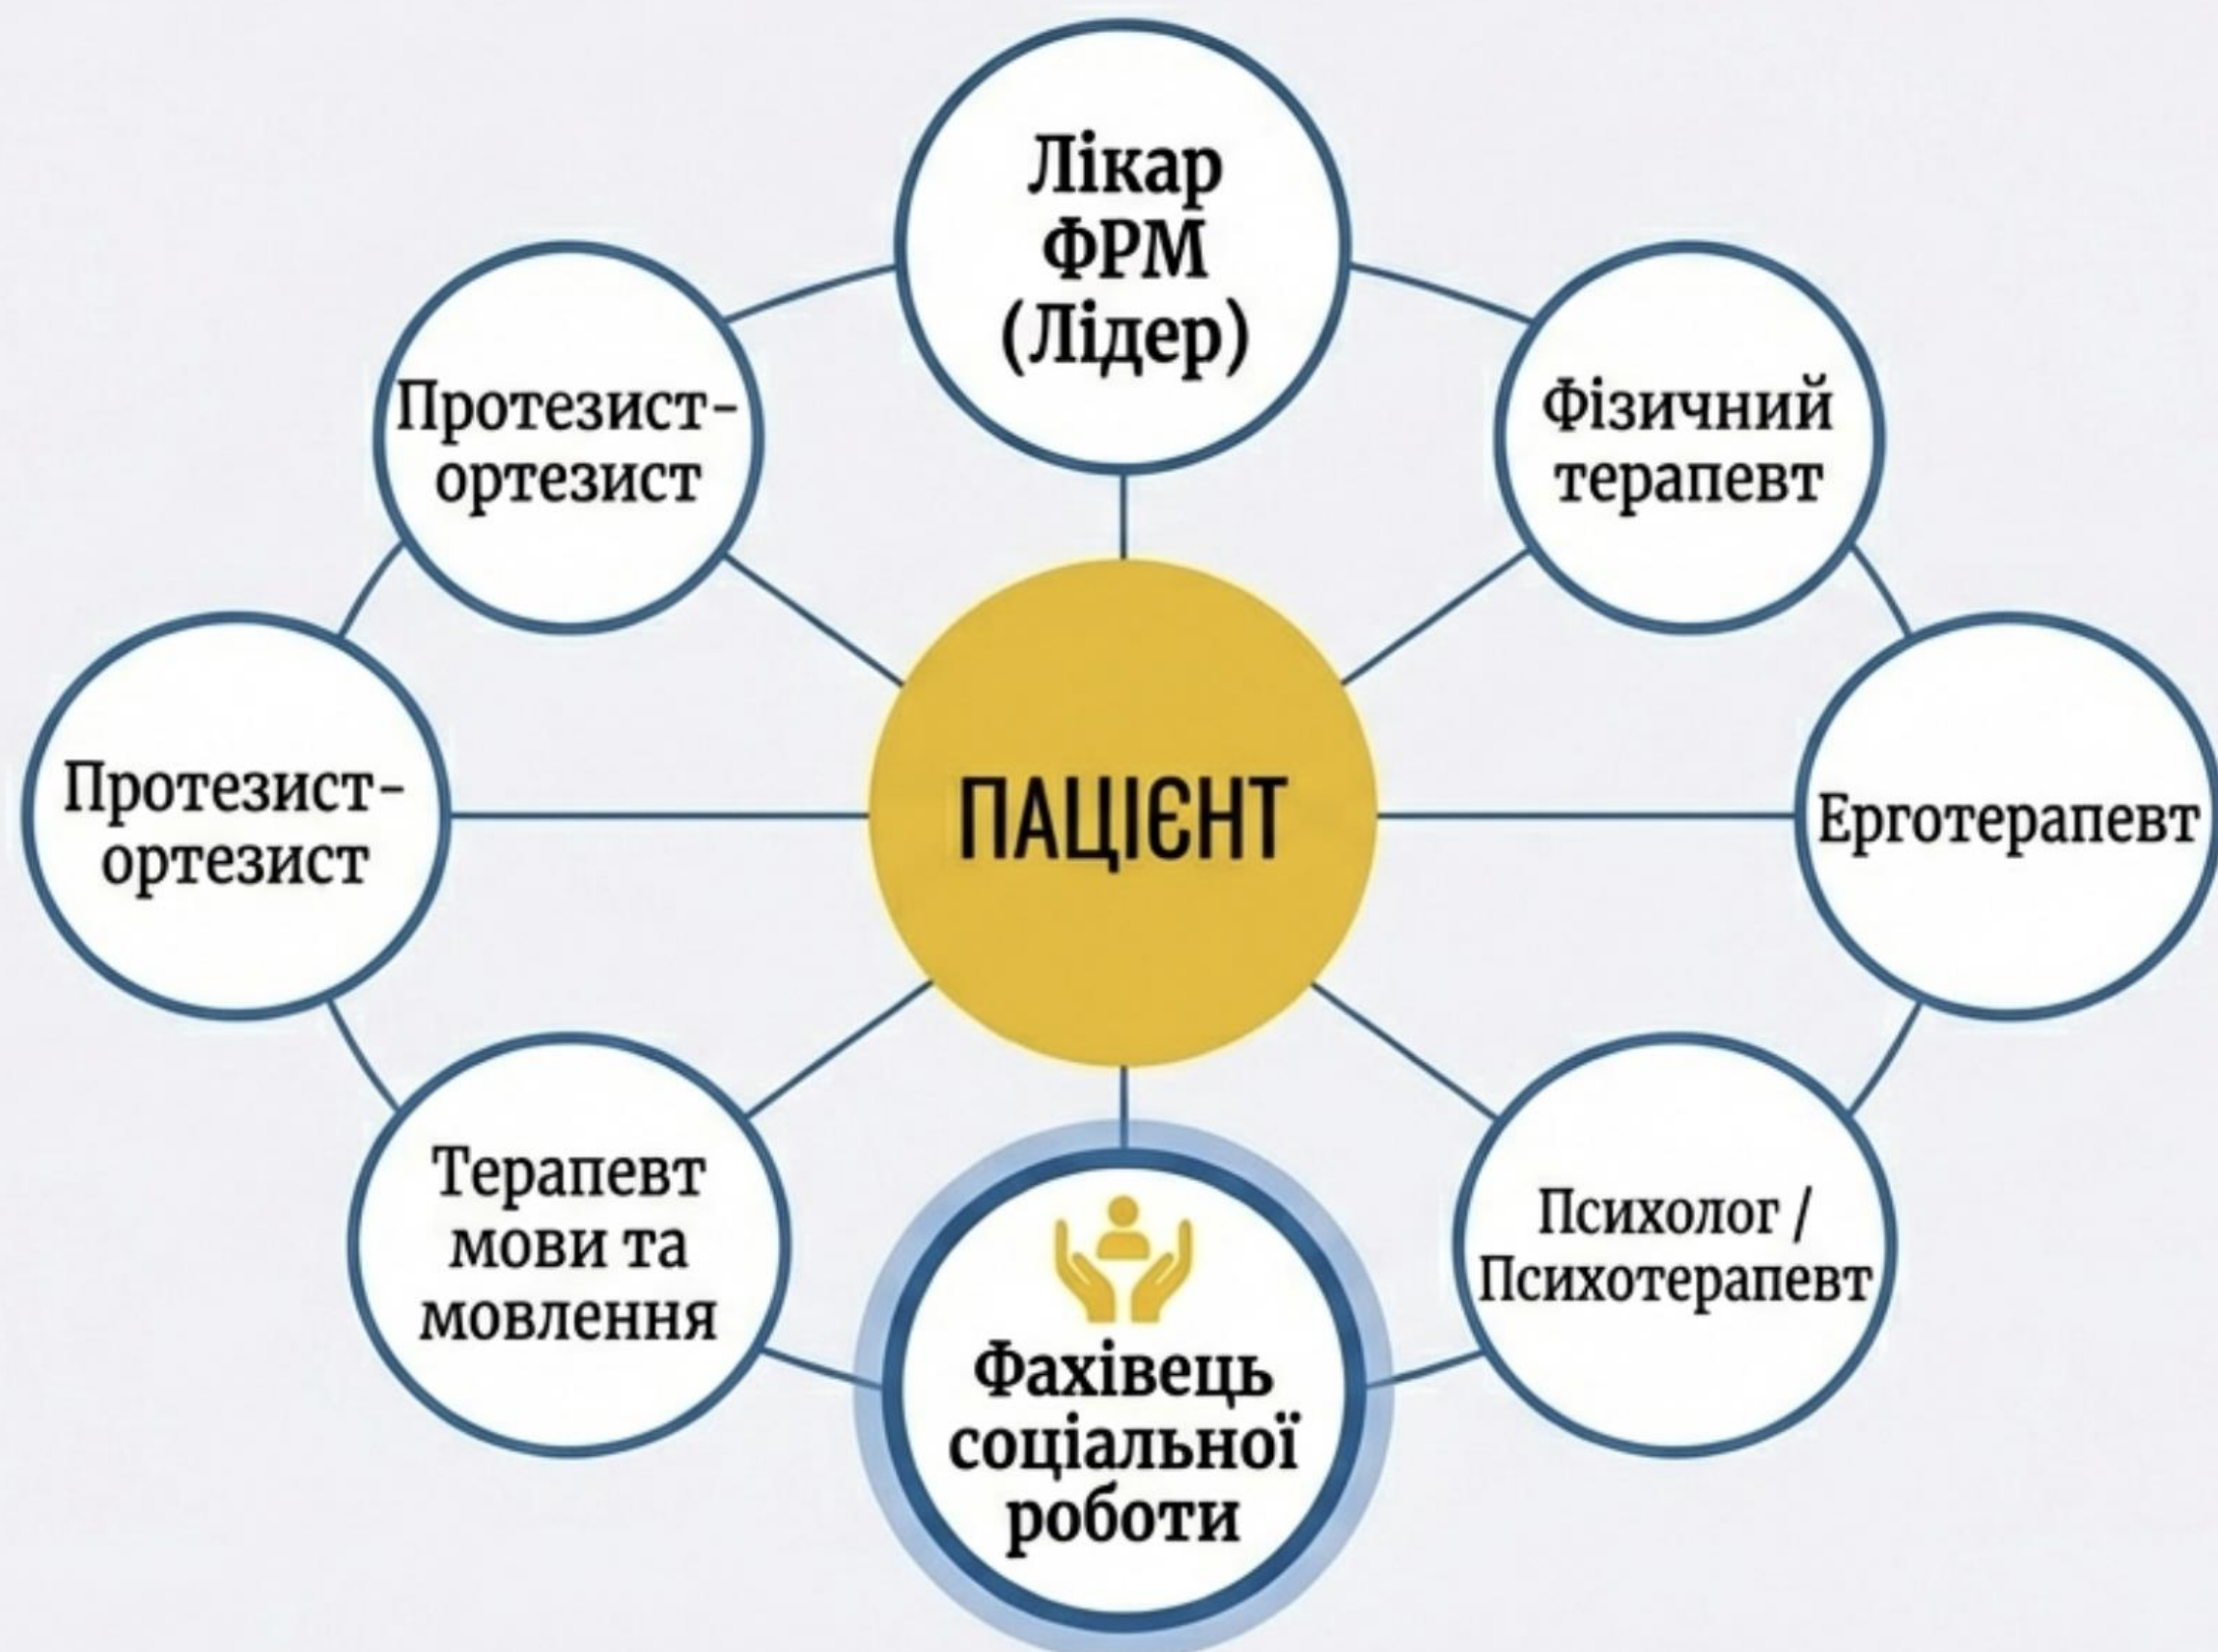 Лікар
ФРМ
(Лідер)
Протезист-
ортезист
Фізичний
терапевт
Протезист-
ортезист
ПАЦІЄНТ
Ерготерапевт
Терапевт
мови та
мовлення
Психолог /
Психотерапевт
Фахівець
соціальної
роботи